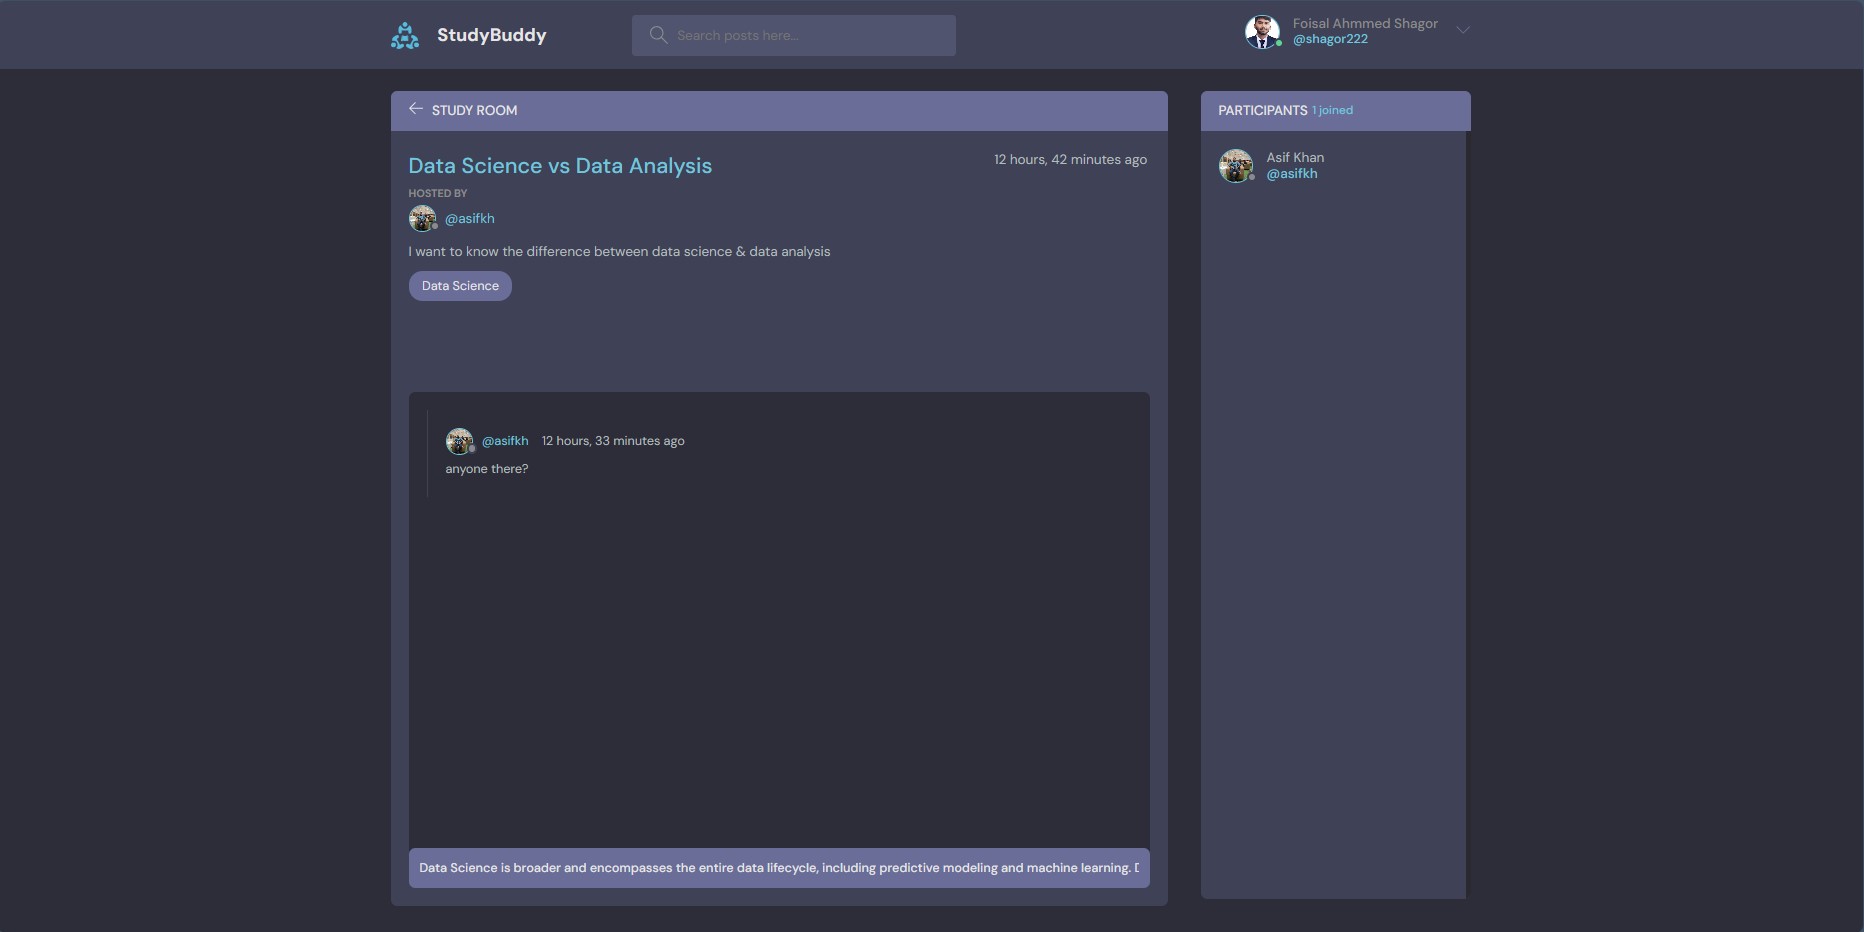 StudyBuddy
Search posts here...
Foisal Ahmmed Shagor
@shagor222
STUDY ROOM
Data Science vs Data Analysis
12 hours, 42 minutes ago
HOSTED BY
@asifkh
I want to know the difference between data science & data analysis
Data Science
@asifkh 12 hours, 33 minutes ago
anyone there?
Data Science is broader and encompasses the entire data lifecycle, including predictive modeling and machine learning.
PARTICIPANTS 1 joined
Asif Khan
@asifkh